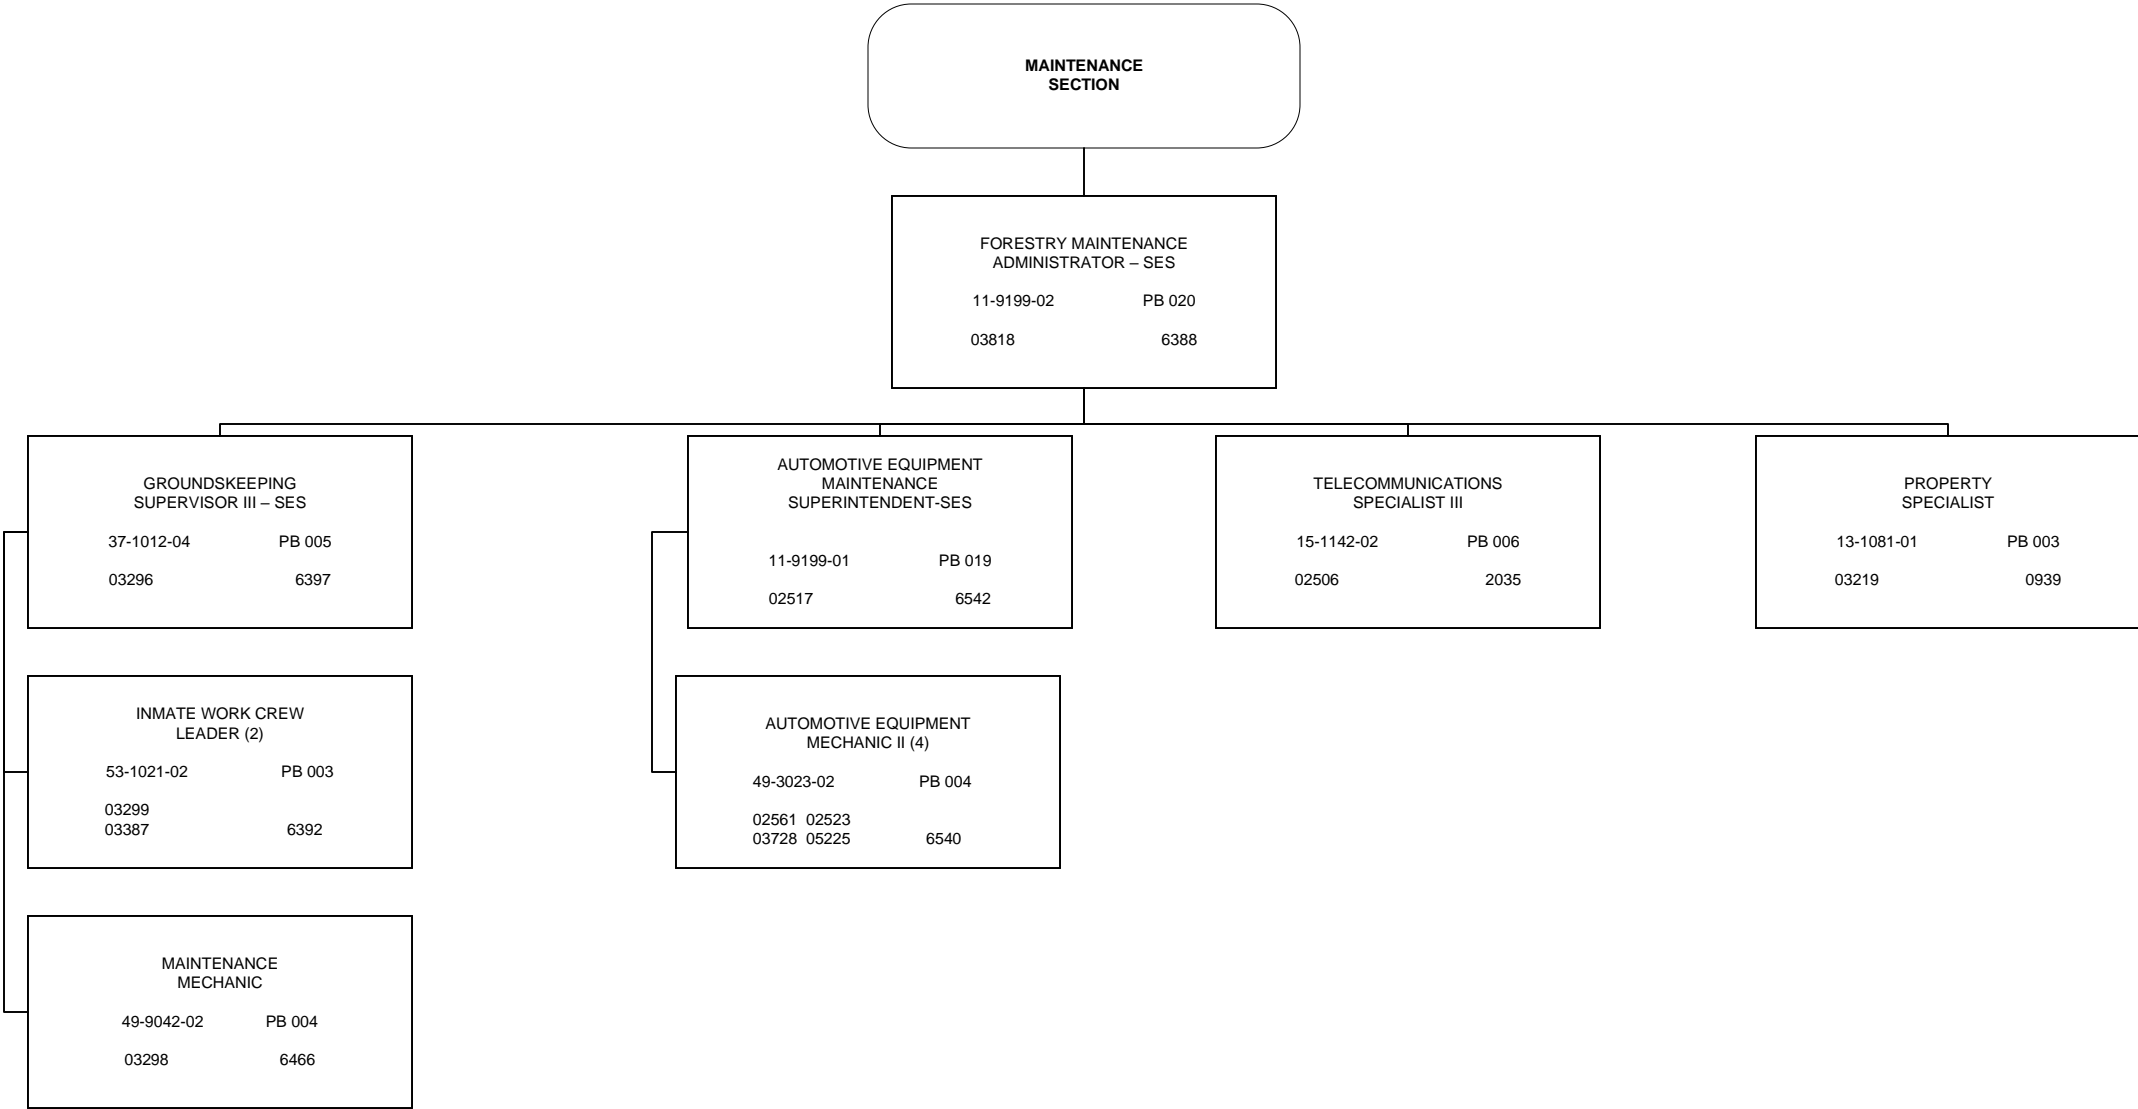 MAINTENANCE
SECTION
FORESTRY MAINTENANCE
ADMINISTRATOR – SES
11-9199-02 PB 020
03818 6388
GROUNDSKEEPING
SUPERVISOR III – SES
37-1012-04 PB 005
03296 6397
AUTOMOTIVE EQUIPMENT
MAINTENANCE
SUPERINTENDENT-SES
11-9199-01 PB 019
02517 6542
TELECOMMUNICATIONS
SPECIALIST III
15-1142-02 PB 006
02506 2035
PROPERTY
SPECIALIST
13-1081-01 PB 003
03219 0939
INMATE WORK CREW
LEADER (2)
53-1021-02 PB 003
03299
03387 6392
AUTOMOTIVE EQUIPMENT
MECHANIC II (4)
49-3023-02 PB 004
02561 02523
03728 05225 6540
MAINTENANCE
MECHANIC
49-9042-02 PB 004
03298 6466